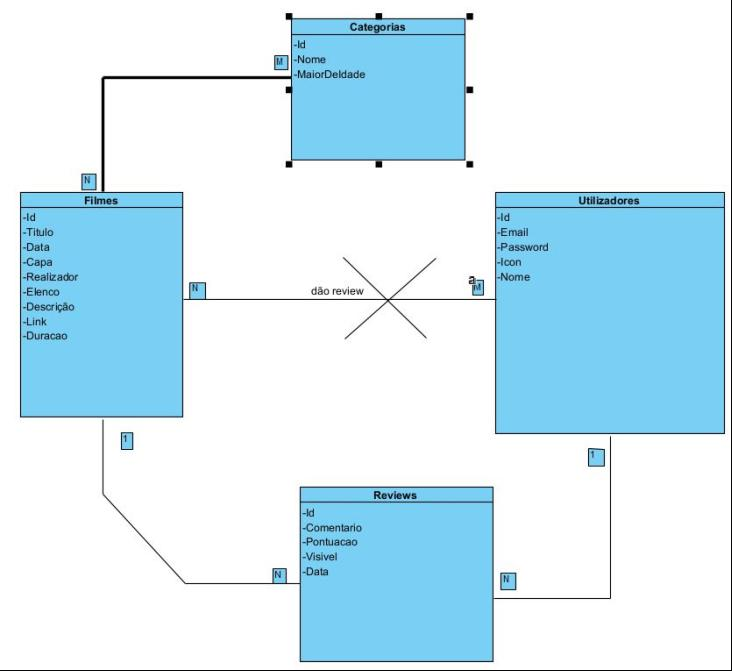 Categorias
-Id
-Nome
-MaiorDeIdade
M
N
Filmes
-Id
-Titulo
-Data
-Capa
-Realizador
-Elenco
-Descrição
-Link
-Duracao
Utilizadores
-Id
-Email
-Password
-Icon
-Nome
N
dão review
a
M
1
1
Reviews
-Id
-Comentario
-Pontuacao
-Visivel
-Data
N
N